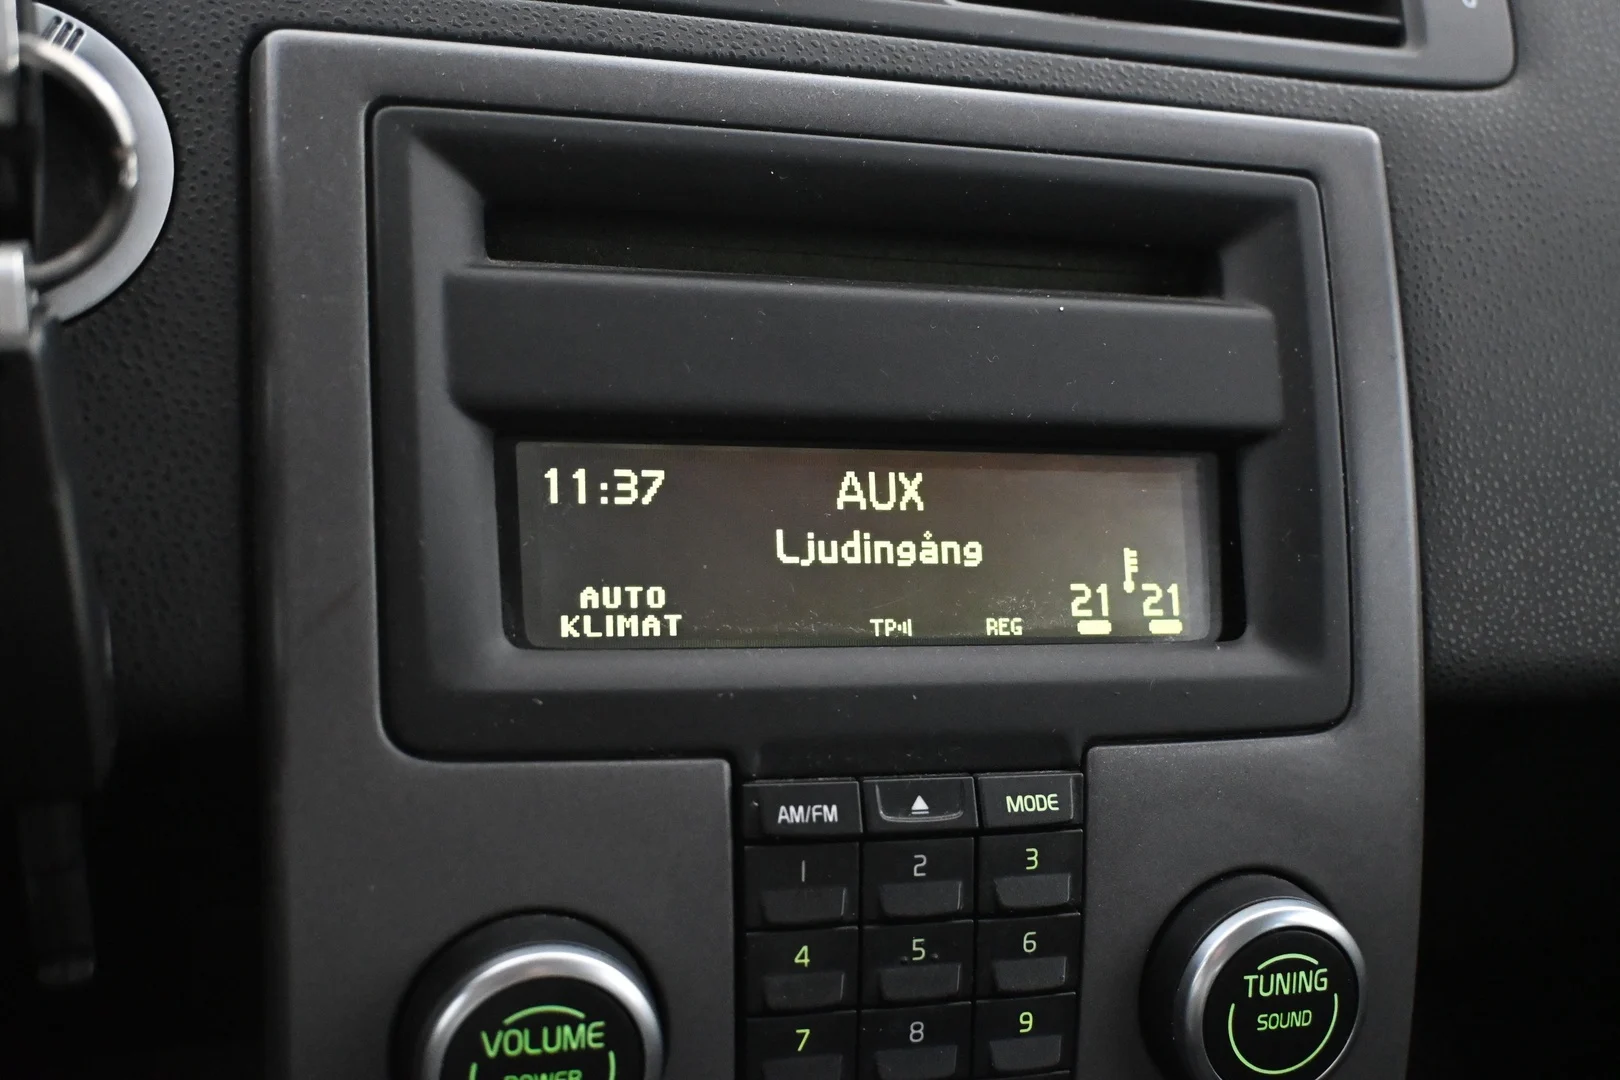 11:37
AUX
Ljudingång
AUTO
KLIMAT
TP
REG
21 21
AM/FM
MODE
1 2 3
4 5 6
7 8 9
VOLUME
POWER
TUNING
SOUND